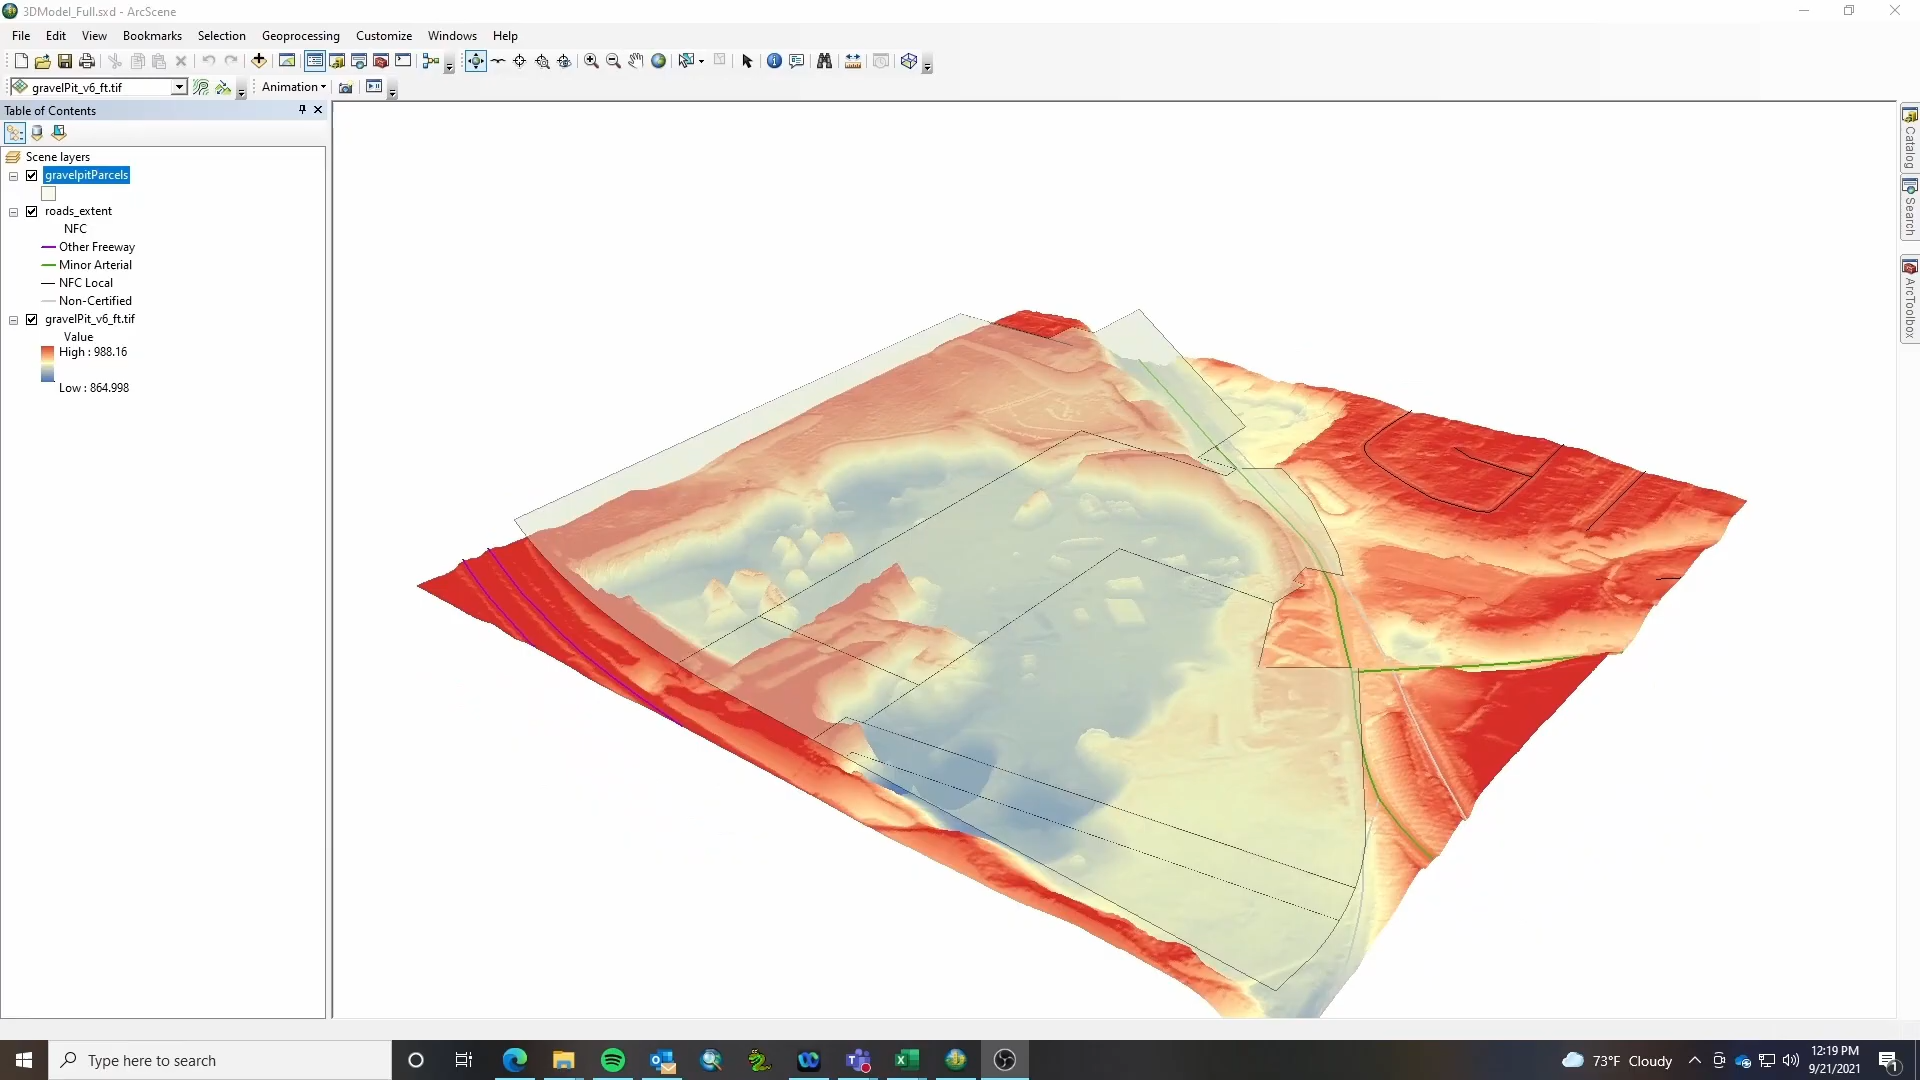 3DModel_Full.sxd - ArcScene
File Edit View Bookmarks Selection Geoprocessing Customize Windows Help
gravelPit_v6_ft.tif
Animation
Table of Contents
Scene layers
gravelpitParcels
roads_extent
NFC
Other Freeway
Minor Arterial
NFC Local
Non-Certified
gravelPit_v6_ft.tif
Value
High : 988.16
Low : 864.998
Catalog
Search
ArcToolbox
Type here to search
73°F Cloudy
12:19 PM
9/21/2021
1